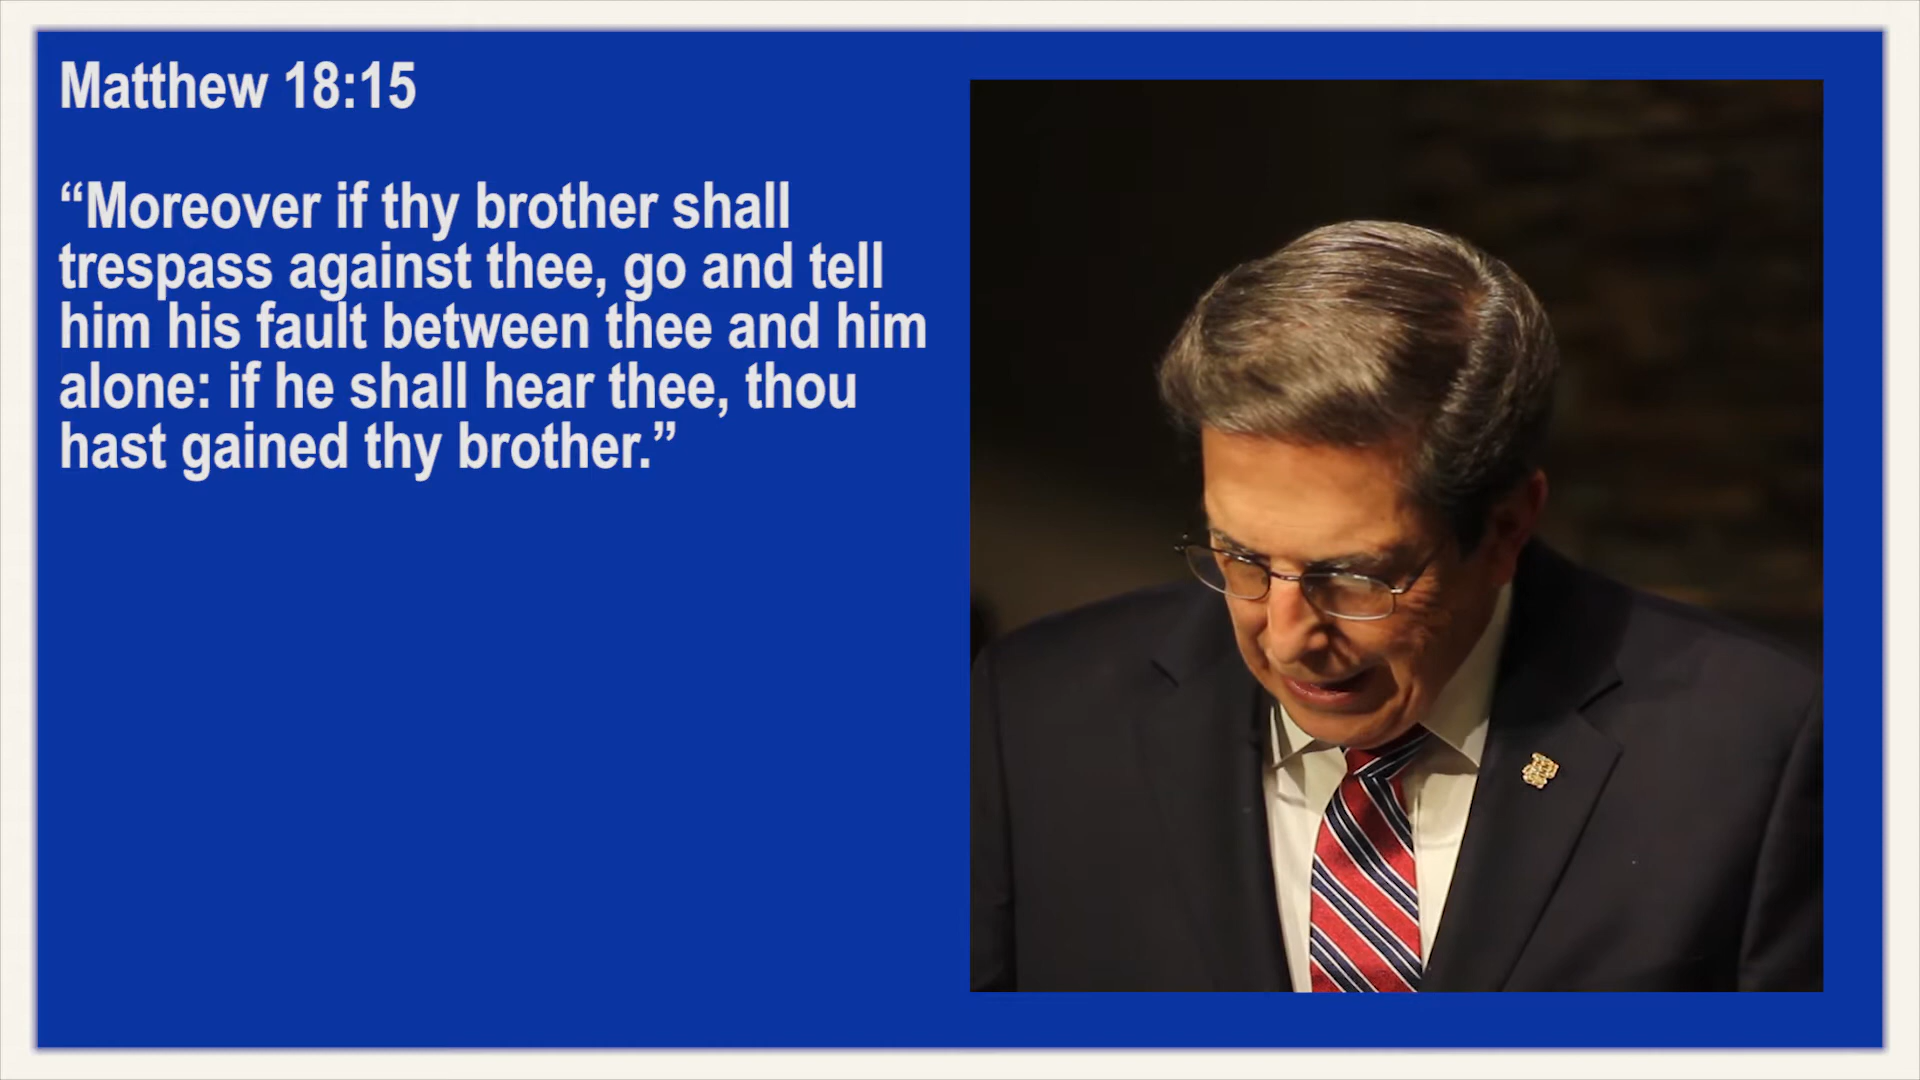 Matthew 18:15
“Moreover if thy brother shall
trespass against thee, go and tell
him his fault between thee and him
alone: if he shall hear thee, thou
hast gained thy brother.”